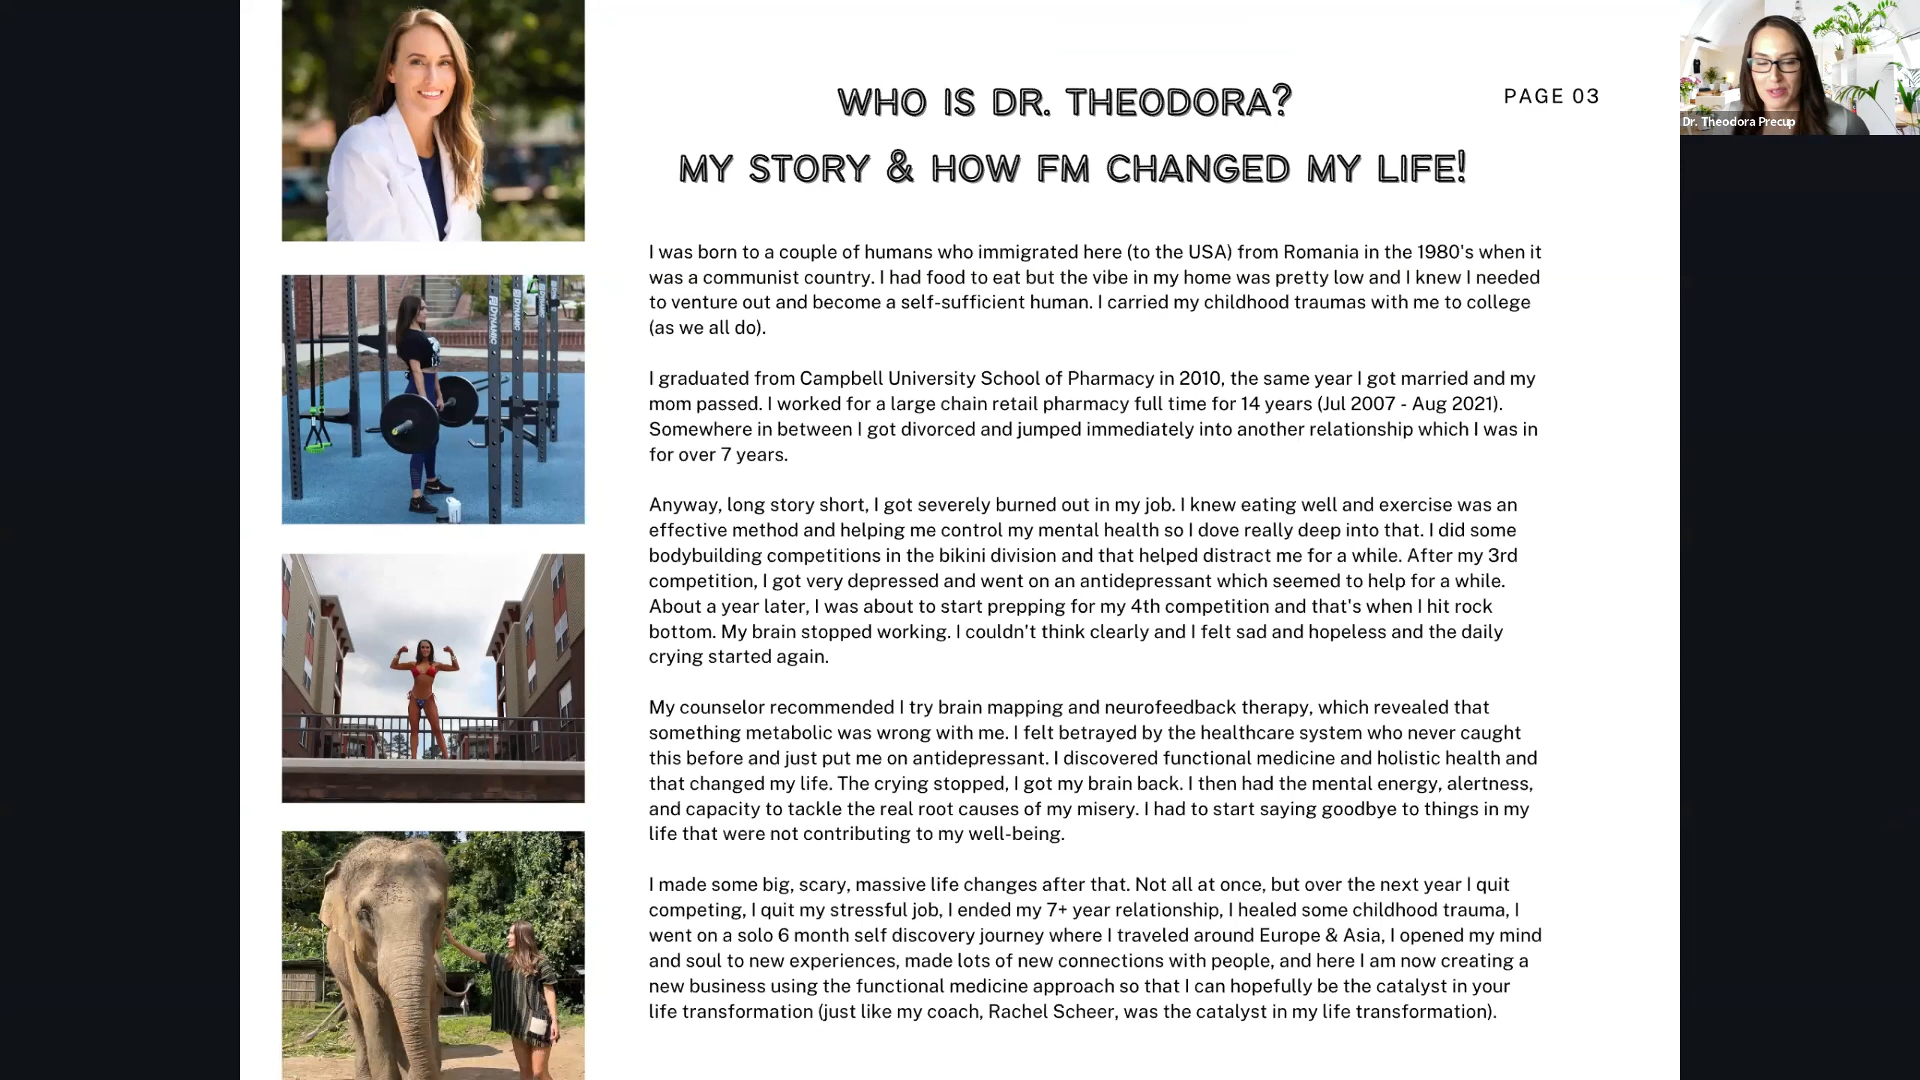 WHO IS DR. THEODORA?
MY STORY & HOW FM CHANGED MY LIFE!
PAGE 03
Dr. Theodora Precup
I was born to a couple of humans who immigrated here (to the USA) from Romania in the 1980's when it
was a communist country. I had food to eat but the vibe in my home was pretty low and I knew I needed
to venture out and become a self-sufficient human. I carried my childhood traumas with me to college
(as we all do).
I graduated from Campbell University School of Pharmacy in 2010, the same year I got married and my
mom passed. I worked for a large chain retail pharmacy full time for 14 years (Jul 2007 - Aug 2021).
Somewhere in between I got divorced and jumped immediately into another relationship which I was in
for over 7 years.
Anyway, long story short, I got severely burned out in my job. I knew eating well and exercise was an
effective method and helping me control my mental health so I dove really deep into that. I did some
bodybuilding competitions in the bikini division and that helped distract me for a while. After my 3rd
competition, I got very depressed and went on an antidepressant which seemed to help for a while.
About a year later, I was about to start prepping for my 4th competition and that's when I hit rock
bottom. My brain stopped working. I couldn't think clearly and I felt sad and hopeless and the daily
crying started again.
My counselor recommended I try brain mapping and neurofeedback therapy, which revealed that
something metabolic was wrong with me. I felt betrayed by the healthcare system who never caught
this before and just put me on antidepressant. I discovered functional medicine and holistic health and
that changed my life. The crying stopped, I got my brain back. I then had the mental energy, alertness,
and capacity to tackle the real root causes of my misery. I had to start saying goodbye to things in my
life that were not contributing to my well-being.
I made some big, scary, massive life changes after that. Not all at once, but over the next year I quit
competing, I quit my stressful job, I ended my 7+ year relationship, I healed some childhood trauma, I
went on a solo 6 month self discovery journey where I traveled around Europe & Asia, I opened my mind
and soul to new experiences, made lots of new connections with people, and here I am now creating a
new business using the functional medicine approach so that I can hopefully be the catalyst in your
life transformation (just like my coach, Rachel Scheer, was the catalyst in my life transformation).
DYNAMIC
DYNAMIC